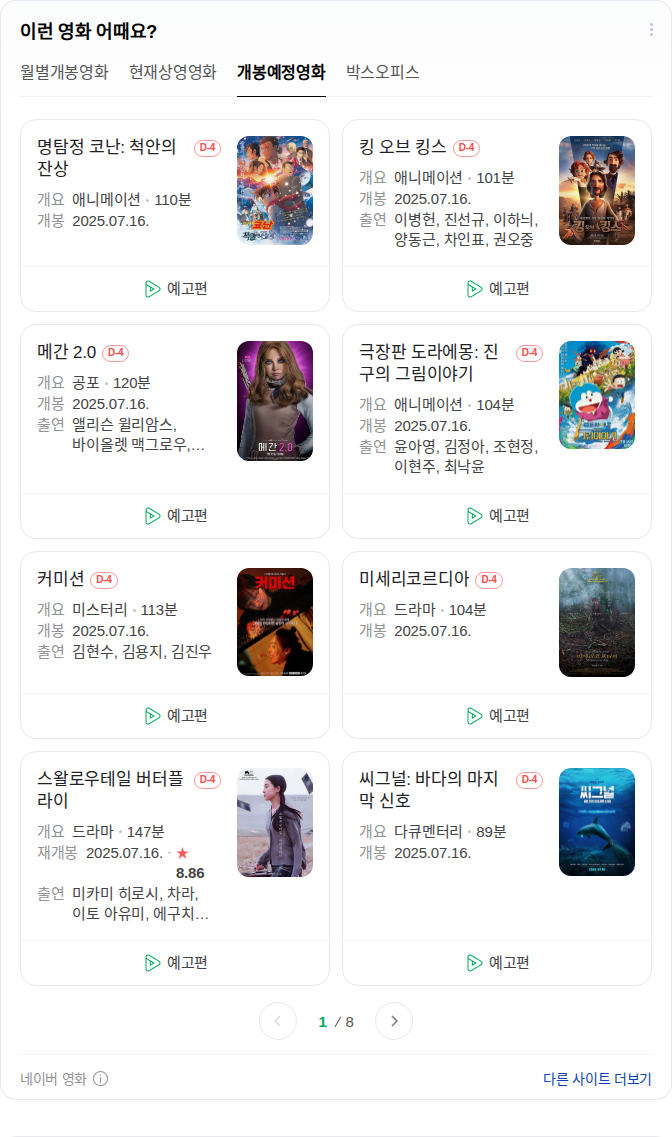 이런 영화 어때요?
월별개봉영화 현재상영영화 개봉예정영화 박스오피스
명탐정 코난: 척안의 D-4
잔상
개요 애니메이션 · 110분
개봉 2025.07.16.
예고편
킹 오브 킹스 D-4
개요 애니메이션 · 101분
개봉 2025.07.16.
출연 이병헌, 진선규, 이하늬,
양동근, 차인표, 권오중
예고편
메간 2.0 D-4
개요 공포 · 120분
개봉 2025.07.16.
출연 앨리슨 윌리암스,
바이올렛 맥그로우,...
메간 2.0
예고편
극장판 도라에몽: 진 D-4
구의 그림이야기
개요 애니메이션 · 104분
개봉 2025.07.16.
출연 윤아영, 김정아, 조현정,
이현주, 최낙윤
예고편
커미션 D-4
개요 미스터리 · 113분
개봉 2025.07.16.
출연 김현수, 김용지, 김진우
커미션
예고편
미세리코르디아 D-4
개요 드라마 · 104분
개봉 2025.07.16.
예고편
스왈로우테일 버터플 D-4
라이
개요 드라마 · 147분
재개봉 2025.07.16. · ★
8.86
출연 미카미 히로시, 차라,
이토 아유미, 에구치...
예고편
씨그널: 바다의 마지 D-4
막 신호
개요 다큐멘터리 · 89분
개봉 2025.07.16.
씨그널
예고편
1 / 8
네이버 영화
다른 사이트 더보기